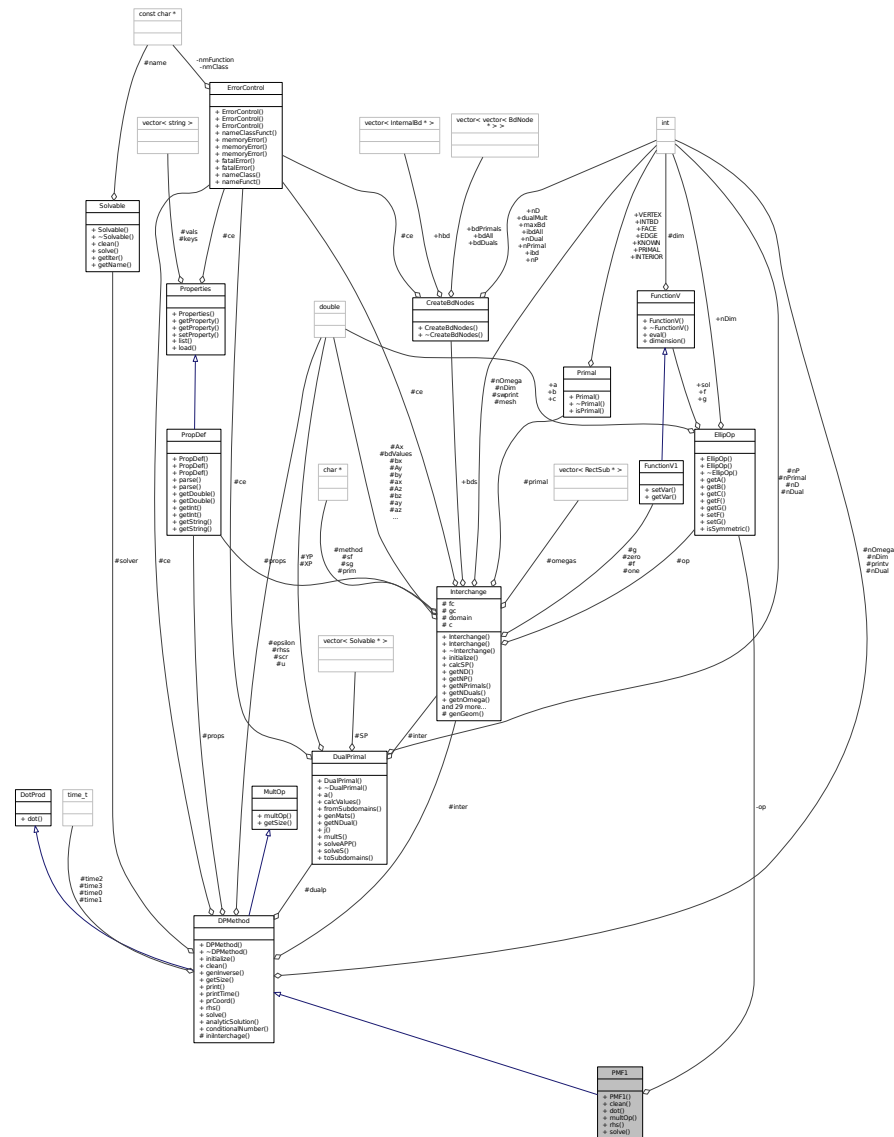 const char *
#name
-nmFunction
-nmClass
ErrorControl
+ ErrorControl()
+ ErrorControl()
+ ErrorControl()
+ nameClassFunct()
+ memoryError()
+ memoryError()
+ memoryError()
+ fatalError()
+ fatalError()
+ nameClass()
+ nameFunct()
vector< string >
vector< InternalBd * >
vector< vector< BdNode
* > >
int
Solvable
+ Solvable()
+ ~Solvable()
+ clean()
+ solve()
+ getIter()
+ getName()
#vals
#keys
#ce
#ce
+hbd
+bdPrimals
+bdAll
+bdDuals
+nD
+dualMult
+maxBd
+ibdAll
+nDual
+nPrimal
+ibd
+nP
+VERTEX
+INTBD
+FACE
+EDGE
+KNOWN
+PRIMAL
+INTERIOR
#dim
Properties
+ Properties()
+ getProperty()
+ getProperty()
+ setProperty()
+ list()
+ load()
double
CreateBdNodes
+ CreateBdNodes()
+ ~CreateBdNodes()
FunctionV
+ FunctionV()
+ ~FunctionV()
+ eval()
+ dimension()
+nDim
Primal
+ Primal()
+ ~Primal()
+ isPrimal()
#ce
#nOmega
#nDim
#swprint
#mesh
+a
+b
+c
+sol
+f
+g
PropDef
+ PropDef()
+ PropDef()
+ PropDef()
+ parse()
+ parse()
+ getDouble()
+ getDouble()
+ getInt()
+ getInt()
+ getString()
+ getString()
#ce
char *
#Ax
#bdValues
#bx
#Ay
#by
#ax
#Az
#bz
#ay
#az
...
+bds
#primal
vector< RectSub * >
FunctionV1
+ setVar()
+ getVar()
EllipOp
+ EllipOp()
+ EllipOp()
+ ~EllipOp()
+ getA()
+ getB()
+ getC()
+ getF()
+ getG()
+ setF()
+ setG()
+ isSymmetric()
#nP
#nPrimal
#nD
#nDual
#solver
#ce
#props
#YP
#XP
#method
#sf
#sg
#prim
#omegas
#g
#zero
#f
#one
#op
#nOmega
#nDim
#printv
#nDual
Interchange
# fc
# gc
# domain
# c
+ Interchange()
+ Interchange()
+ ~Interchange()
+ initialize()
+ calcSP()
+ getND()
+ getNP()
+ getNPrimals()
+ getNDuals()
+ getnOmega()
and 29 more...
# genGeom()
#epsilon
#rhss
#scr
#u
vector< Solvable * >
#props
#SP
#inter
DualPrimal
+ DualPrimal()
+ ~DualPrimal()
+ a()
+ calcValues()
+ fromSubdomains()
+ genMats()
+ getNDual()
+ j()
+ multS()
+ solveAPP()
+ solveS()
+ toSubdomains()
DotProd
+ dot()
time_t
MultOp
+ multOp()
+ getSize()
#inter
-op
#time2
#time3
#time0
#time1
#dualp
DPMethod
+ DPMethod()
+ ~DPMethod()
+ initialize()
+ clean()
+ genInverse()
+ getSize()
+ print()
+ printTime()
+ prCoord()
+ rhs()
+ solve()
+ analyticSolution()
+ conditionalNumber()
# iniInterchage()
PMF1
+ PMF1()
+ clean()
+ dot()
+ multOp()
+ rhs()
+ solve()